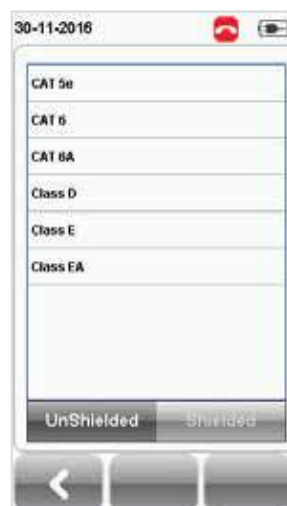 30-11-2016
CAT 5e
CAT 6
CAT 6A
Class D
Class E
Class EA
UnShielded Shielded